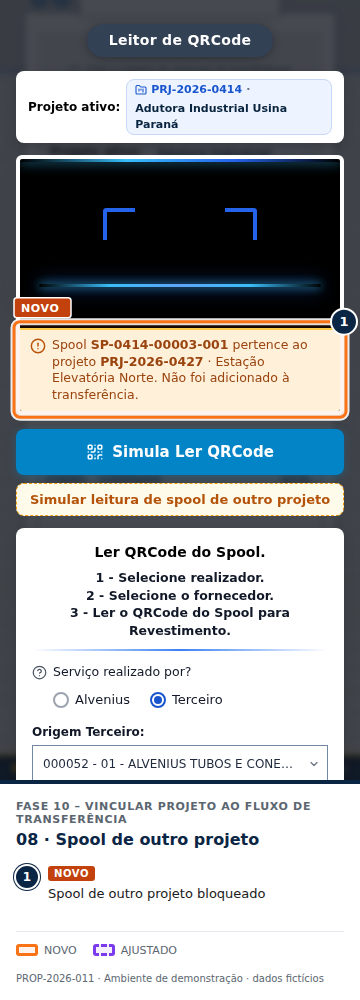 Leitor de QRCode
Projeto ativo:
PRJ-2026-0414 ·
Adutora Industrial Usina
Paraná
NOVO
1
Spool SP-0414-00003-001 pertence ao
projeto PRJ-2026-0427 · Estação
Elevatória Norte. Não foi adicionado à
transferência.
Simula Ler QRCode
Simular leitura de spool de outro projeto
Ler QRCode do Spool.
1 - Selecione realizador.
2 - Selecione o fornecedor.
3 - Ler o QRCode do Spool para
Revestimento.
Serviço realizado por?
Alvenius
Terceiro
Origem Terceiro:
000052 - 01 - ALVENIUS TUBOS E CONE...
FASE 10 – VINCULAR PROJETO AO FLUXO DE
TRANSFERÊNCIA
08 · Spool de outro projeto
1
NOVO
Spool de outro projeto bloqueado
NOVO
AJUSTADO
PROP-2026-011 · Ambiente de demonstração · dados fictícios